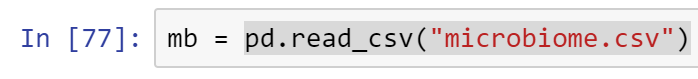 In [77]: mb = pd.read_csv("microbiome.csv")